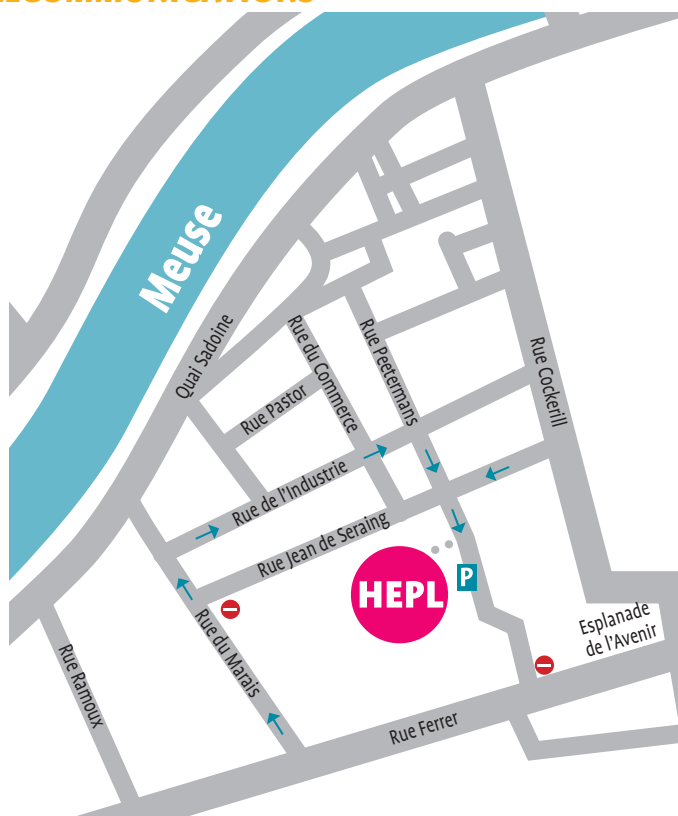 Meuse
Quai Sadoine
Rue du Commerce
Rue Peetermans
Rue Cockerill
Rue Pastor
Rue de l'Industrie
Rue Jean de Seraing
HEPL
P
Esplanade
de l'Avenir
Rue du Marais
Rue Ramoux
Rue Ferrer